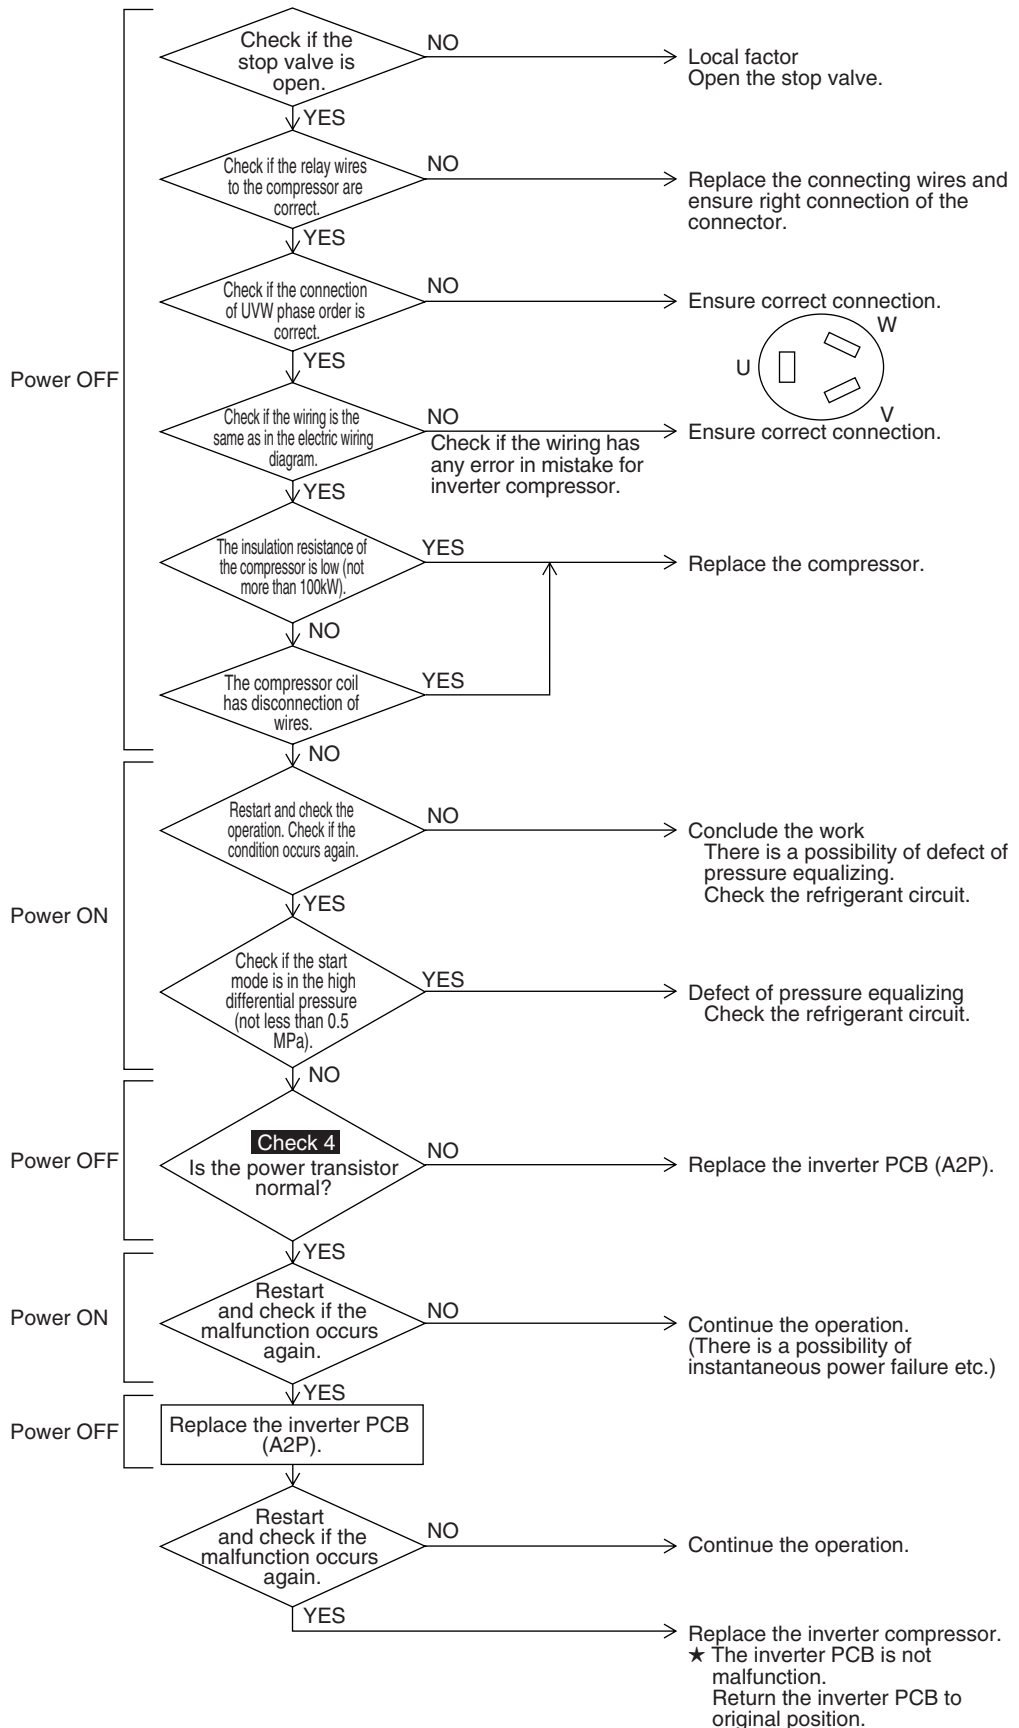 Check if the
stop valve is
open.
NO
Local factor
Open the stop valve.
YES
Check if the relay wires
to the compressor are
correct.
NO
Replace the connecting wires and
ensure right connection of the
connector.
YES
Check if the connection
of UVW phase order is
correct.
NO
Ensure correct connection.
W
U
V
YES
Power OFF
Check if the wiring is the
same as in the electric wiring
diagram.
NO
Check if the wiring has
any error in mistake for
inverter compressor.
Ensure correct connection.
YES
The insulation resistance of
the compressor is low (not
more than 100kW).
YES
Replace the compressor.
NO
The compressor coil
has disconnection of
wires.
YES
NO
Restart and check the
operation. Check if the
condition occurs again.
NO
Conclude the work
There is a possibility of defect of
pressure equalizing.
Check the refrigerant circuit.
Power ON
YES
Check if the start
mode is in the high
differential pressure
(not less than 0.5
MPa).
YES
Defect of pressure equalizing
Check the refrigerant circuit.
NO
Power OFF
Check 4
Is the power transistor
normal?
NO
Replace the inverter PCB (A2P).
YES
Power ON
Restart
and check if the
malfunction occurs
again.
NO
Continue the operation.
(There is a possibility of
instantaneous power failure etc.)
YES
Power OFF
Replace the inverter PCB
(A2P).
Restart
and check if the
malfunction occurs
again.
NO
Continue the operation.
YES
Replace the inverter compressor.
★ The inverter PCB is not
malfunction.
Return the inverter PCB to
original position.